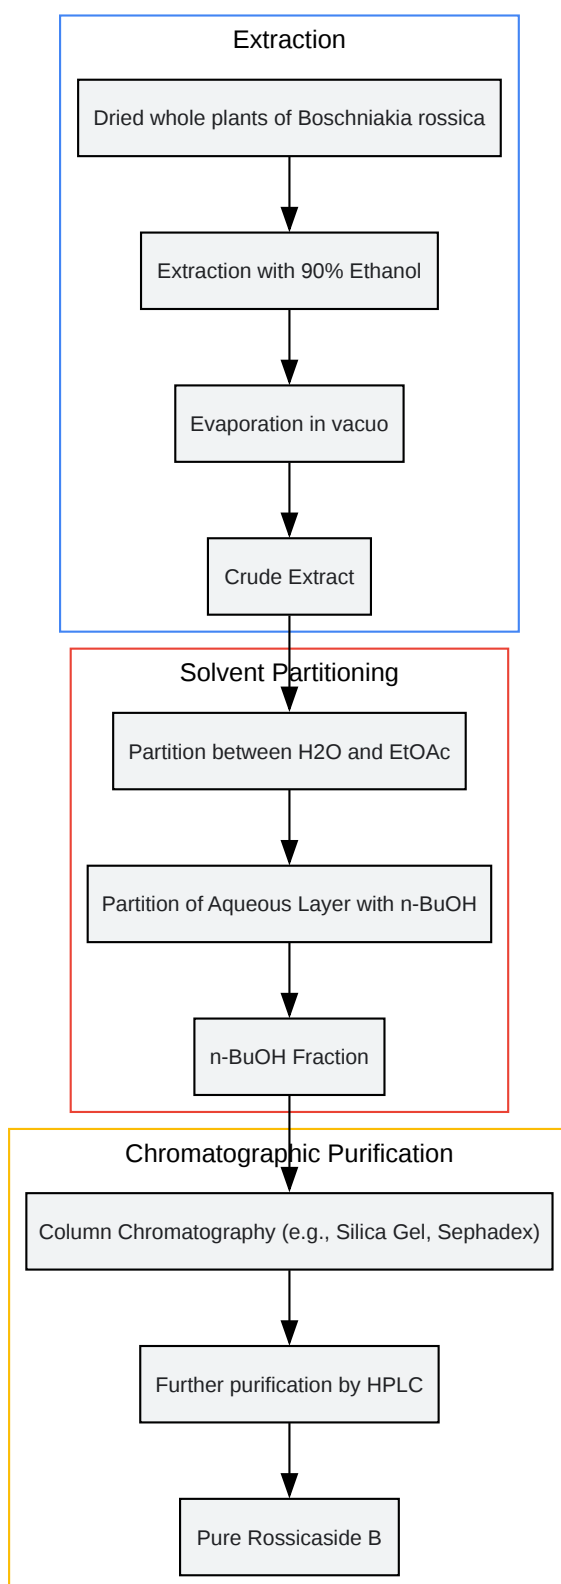 Extraction
Dried whole plants of Boschniakia rossica
Extraction with 90% Ethanol
Evaporation in vacuo
Crude Extract
Solvent Partitioning
Partition between H2O and EtOAc
Partition of Aqueous Layer with n-BuOH
n-BuOH Fraction
Chromatographic Purification
Column Chromatography (e.g., Silica Gel, Sephadex)
Further purification by HPLC
Pure Rossicaside B